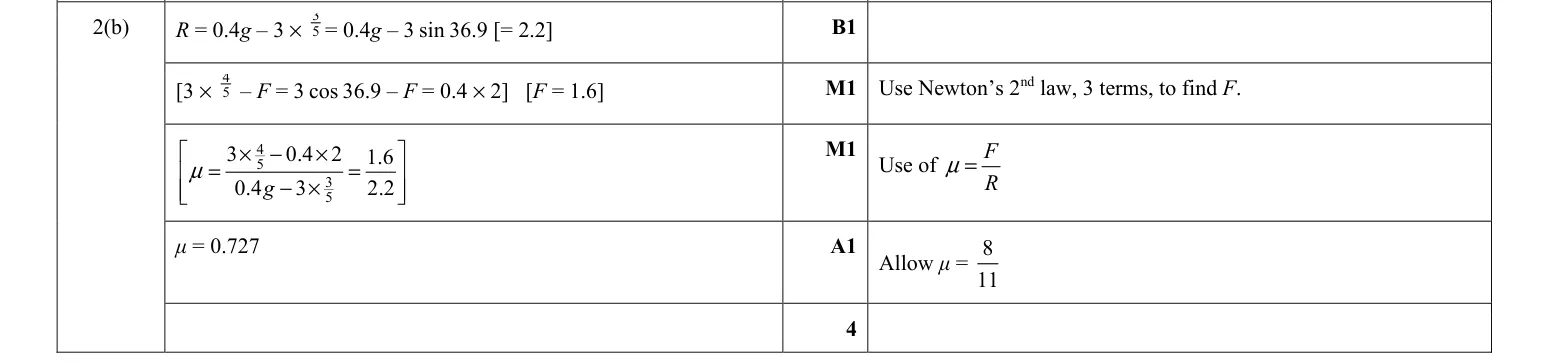 2(b) R = 0.4g – 3 × 3/5 = 0.4g – 3 sin 36.9 [= 2.2] B1
[3 × 4/5 – F = 3 cos 36.9 – F = 0.4 × 2] [F = 1.6] M1 Use Newton's 2nd law, 3 terms, to find F.
[μ = (3 × 4/5 − 0.4 × 2)/(0.4g − 3 × 3/5) = 1.6/2.2] M1 Use of μ = F/R
μ = 0.727 A1 Allow μ = 8/11
4